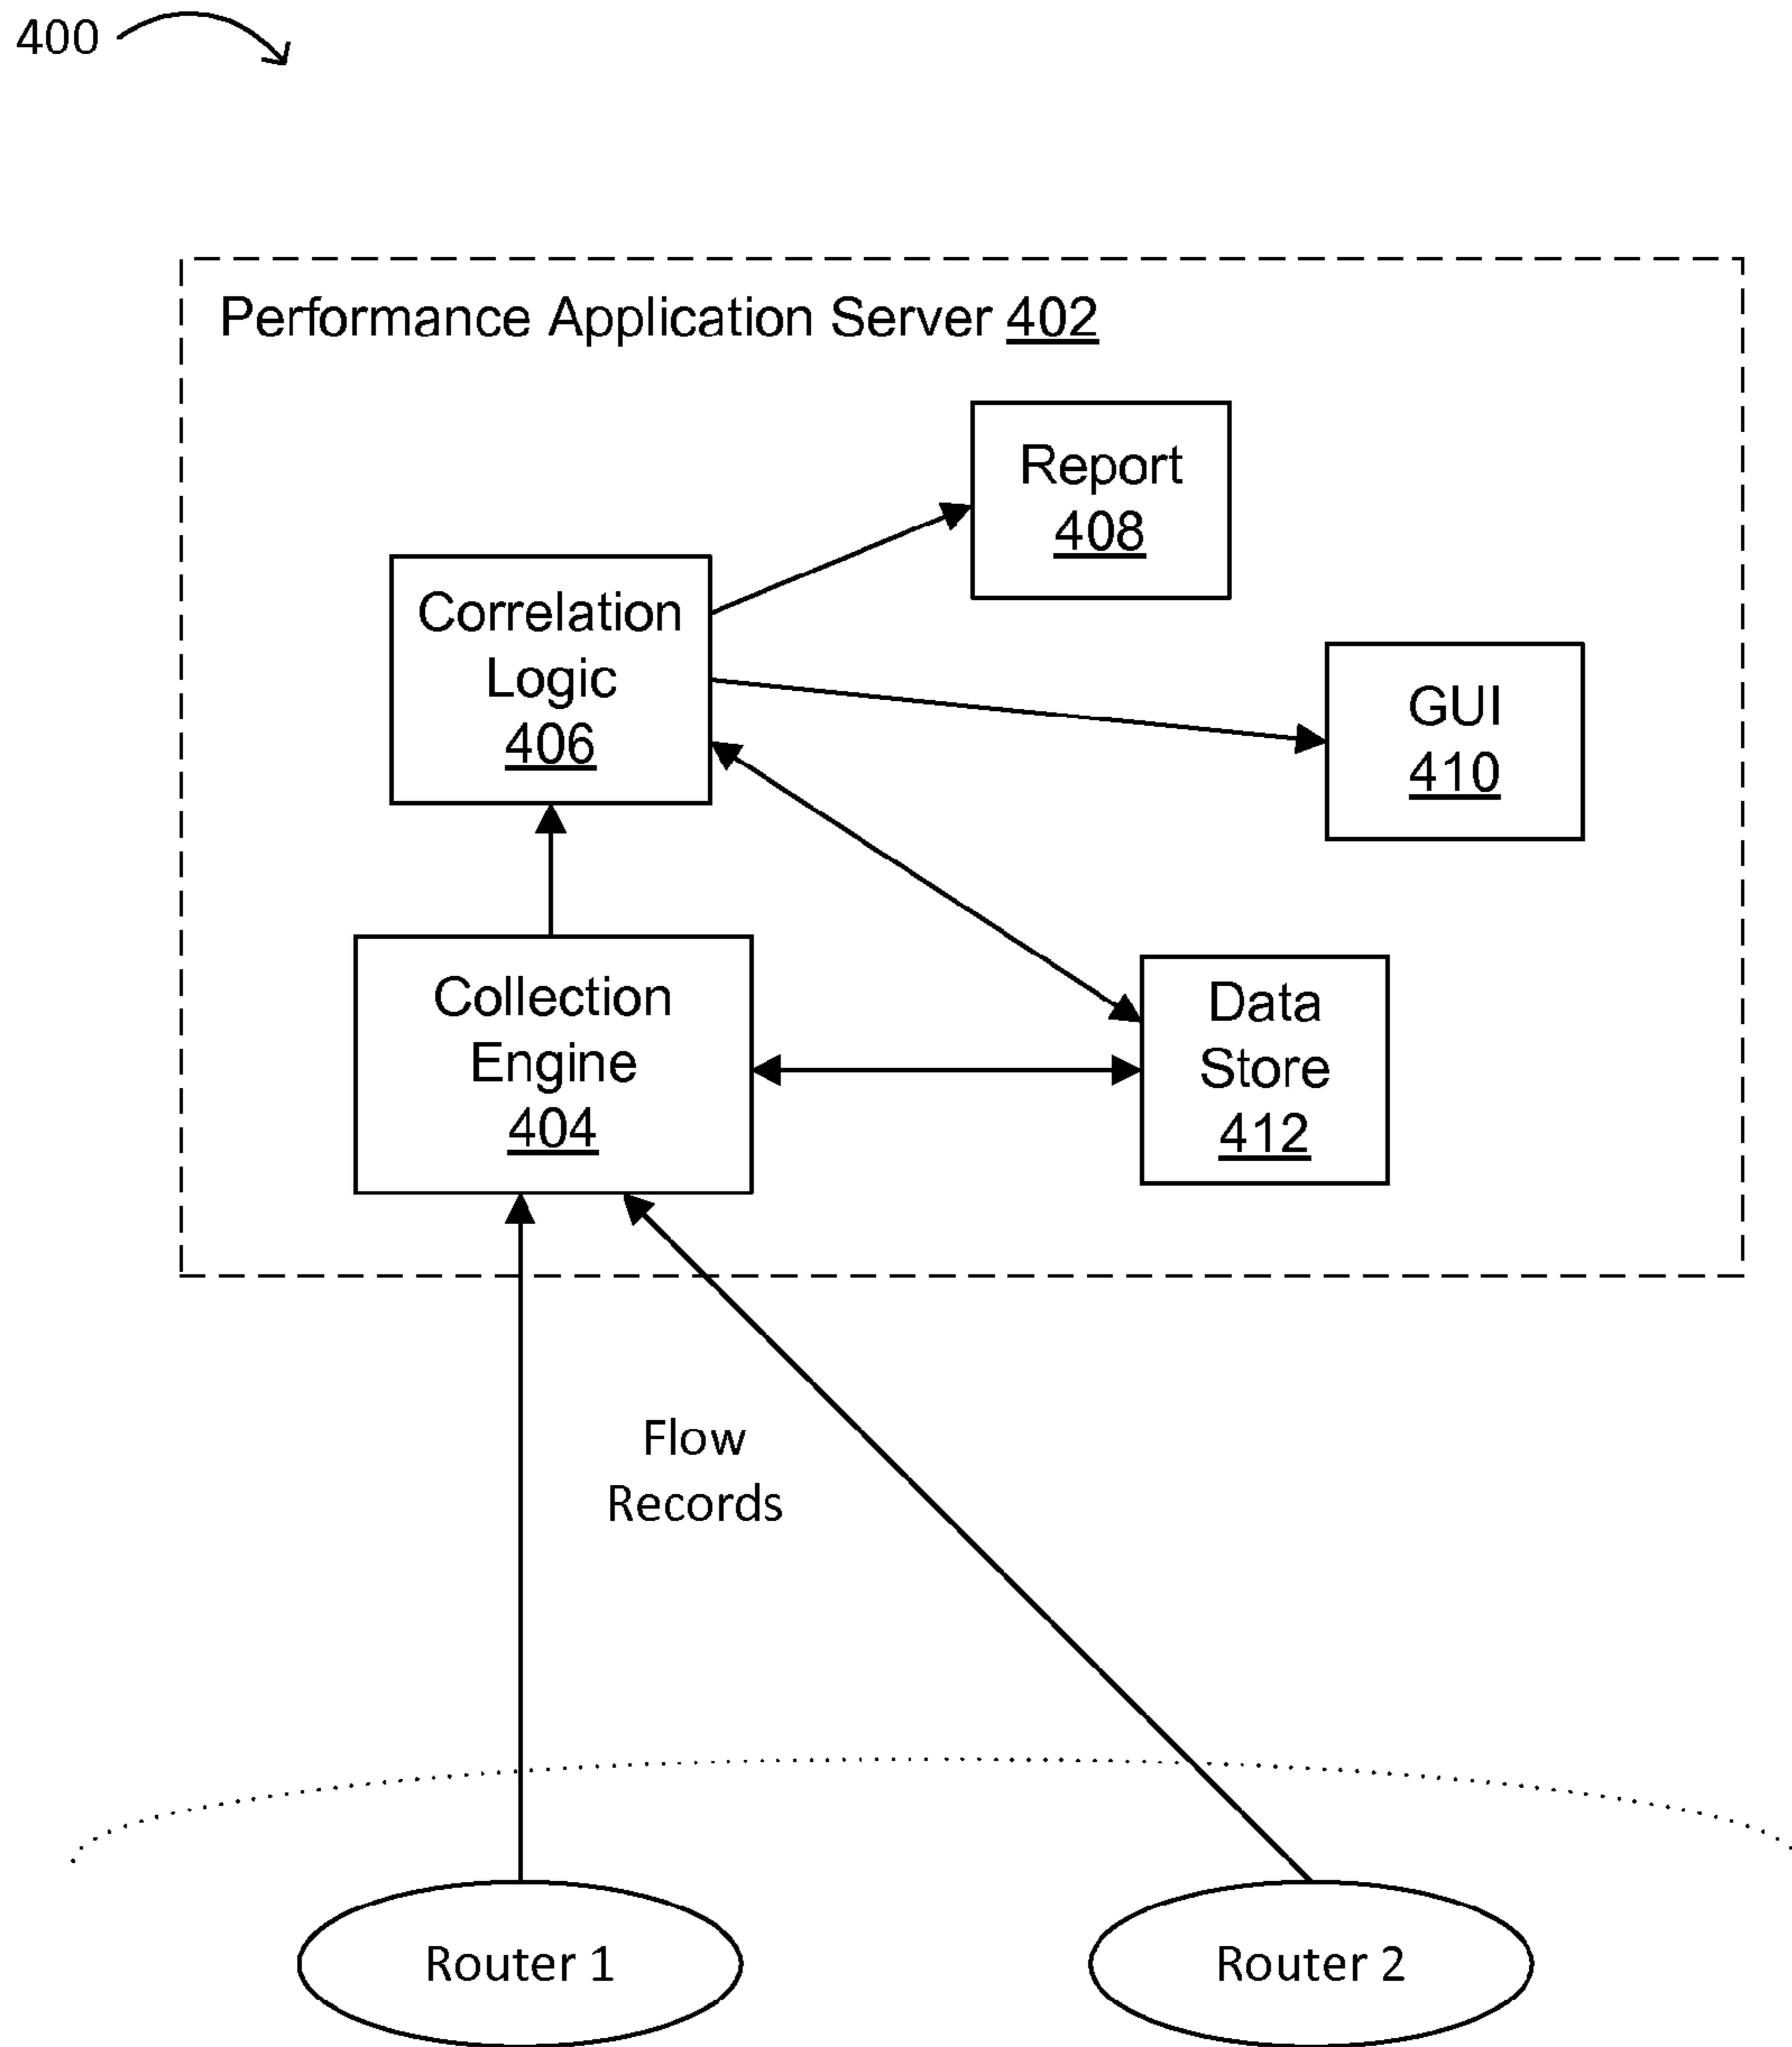 400
Performance Application Server 402
Report
408
Correlation
Logic
406
GUI
410
Collection
Engine
404
Data
Store
412
Flow
Records
Router 1
Router 2